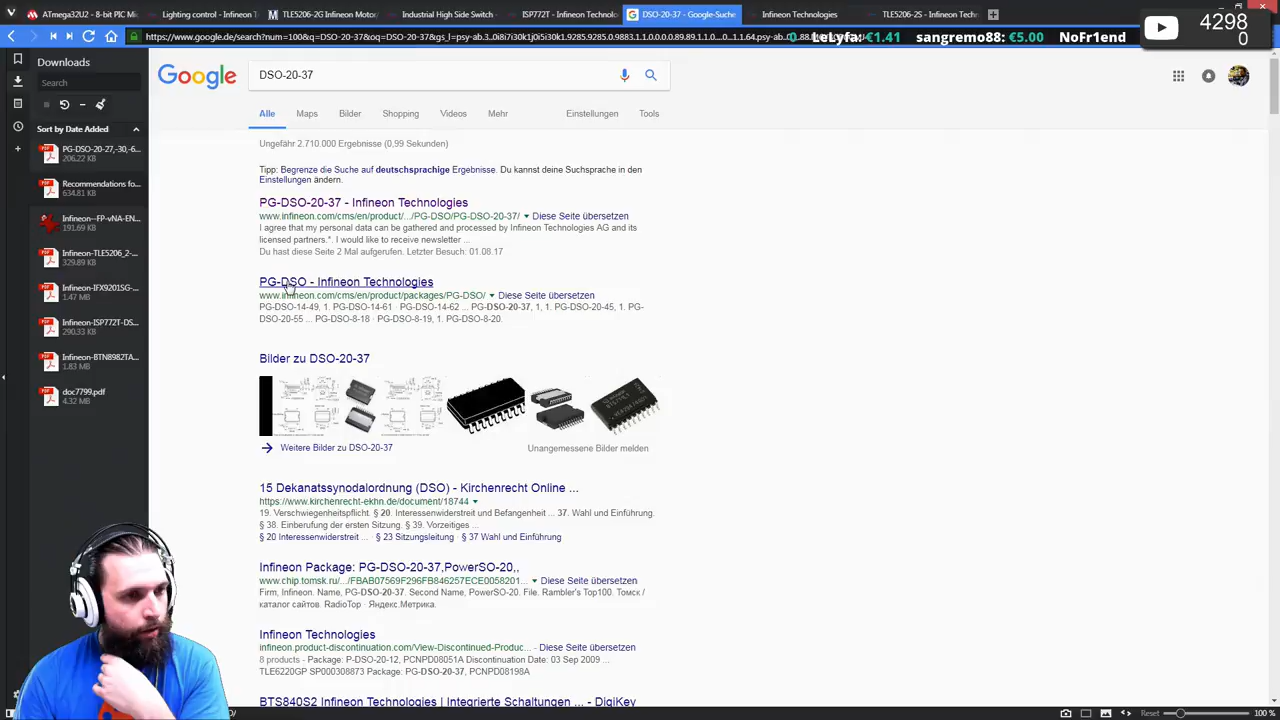 ATmega32U2 - 8-bit PIC Mi
Lighting control - Infineon T
TLE5206-2G Infineon Motor/
Industrial High Side Switch -
ISP772T - Infineon Technolo
DSO-20-37 - Google-Suche
Infineon Technologies
TLE5206-2S - Infineon Tech
LeLyra: €1.41
sangremo88: €5.00
NoFr1end
4298
0
Downloads
Search
Sort by Date Added
PG-DSO-20-27,-30,-6...
206.22 KB
Recommendations fo...
634.81 KB
Infineon--FP-vNA-EN...
191.69 KB
Infineon-TLE5206_2-...
329.89 KB
Infineon-IFX9201SG-...
1.47 MB
Infineon-ISP772T-DS...
290.33 KB
Infineon-BTN8982TA...
1.83 MB
doc7799.pdf
4.32 MB
Google
DSO-20-37
Alle
Maps
Bilder
Shopping
Videos
Mehr
Einstellungen
Tools
Ungefähr 2.710.000 Ergebnisse (0,99 Sekunden)
Tipp: Begrenze die Suche auf deutschsprachige Ergebnisse. Du kannst deine Suchsprache in den
Einstellungen ändern.
PG-DSO-20-37 - Infineon Technologies
www.infineon.com/cms/en/product/.../PG-DSO/PG-DSO-20-37/ Diese Seite übersetzen
I agree that my personal data can be gathered and processed by Infineon Technologies AG and its
licensed partners.*. I would like to receive newsletter ...
Du hast diese Seite 2 Mal aufgerufen. Letzter Besuch: 01.08.17
PG-DSO - Infineon Technologies
www.infineon.com/cms/en/product/packages/PG-DSO/ Diese Seite übersetzen
PG-DSO-14-49, 1. PG-DSO-14-61 · PG-DSO-14-62 ... PG-DSO-20-37, 1, 1. PG-DSO-20-45, 1. PG-
DSO-20-55 ... PG-DSO-8-18 · PG-DSO-8-19, 1. PG-DSO-8-20.
Bilder zu DSO-20-37
Weitere Bilder zu DSO-20-37
Unangemessene Bilder melden
15 Dekanatssynodalordnung (DSO) - Kirchenrecht Online ...
https://www.kirchenrecht-ekhn.de/document/18744
19. Verschwiegenheitspflicht. § 20. Interessenwiderstreit und Befangenheit ... 37. Wahl und Einführung.
§ 38. Einberufung der ersten Sitzung. § 39. Vorzeitiges ...
§ 20 Interessenwiderstreit ... · § 23 Sitzungsleitung · § 37 Wahl und Einführung
Infineon Package: PG-DSO-20-37,PowerSO-20,,
www.chip.tomsk.ru/.../FBAB07569F296FB846257ECE0058201... Diese Seite übersetzen
Firm, Infineon. Name, PG-DSO-20-37. Second Name, PowerSO-20. File. Rambler's Top100. Томск /
каталог сайтов. RadioTop · Яндекс.Метрика.
Infineon Technologies
infineon.product-discontinuation.com/View-Discontinued-Produc... - Diese Seite übersetzen
8 products - Package: P-DSO-20-12, PCNPD08051A Discontinuation Date: 03 Sep 2009 ...
TLE6220GP SP000308873 Package: PG-DSO-20-37, PCNPD08198A
BTS840S2 Infineon Technologies | Integrierte Schaltungen ... - DigiKey
Reset
100 %